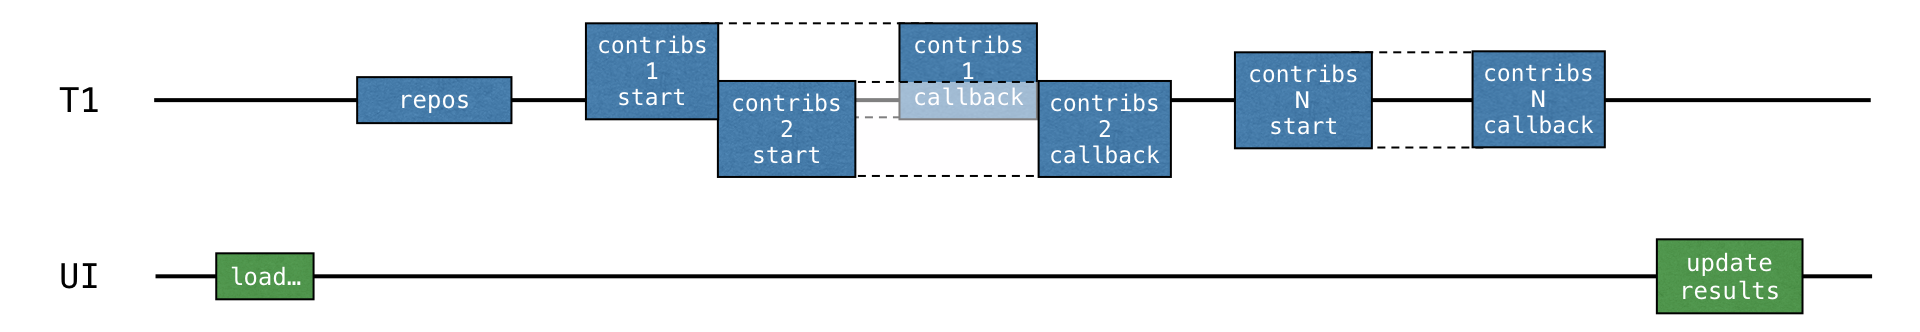 T1
repos
contribs
1
start
contribs
2
start
contribs
1
callback
contribs
2
callback
contribs
N
start
contribs
N
callback
UI
load…
update
results